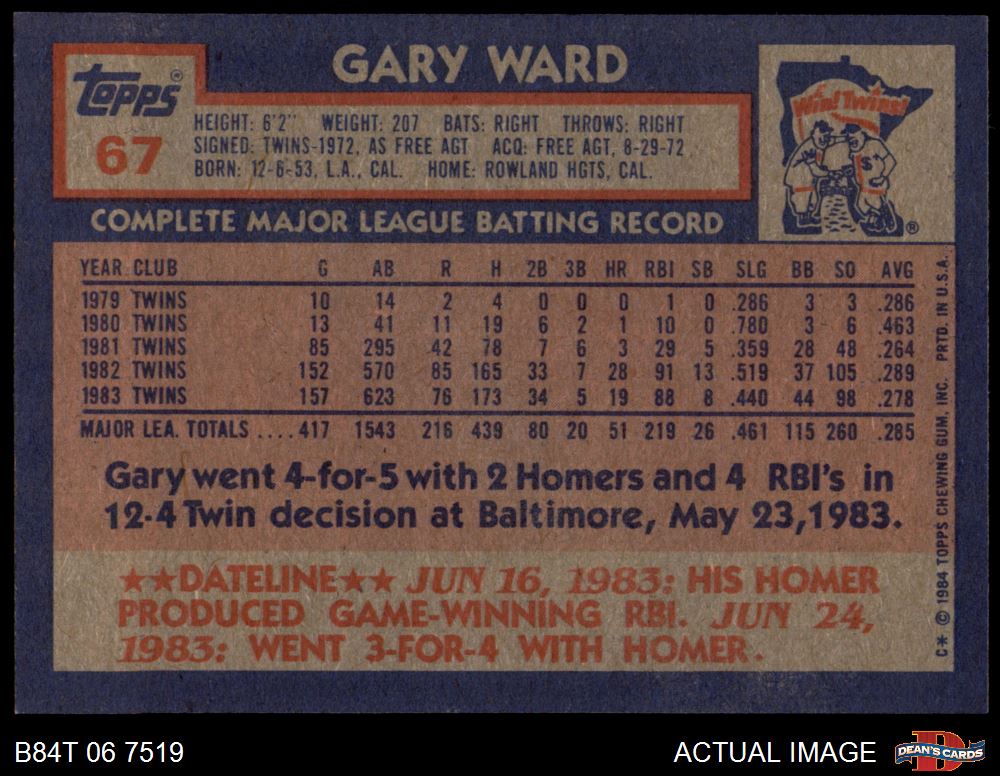 GARY WARD
Topps®
67
HEIGHT: 6'2" WEIGHT: 207 BATS: RIGHT THROWS: RIGHT
SIGNED: TWINS-1972, AS FREE AGT ACQ: FREE AGT, 8-29-72
BORN: 12-6-53, L.A., CAL. HOME: ROWLAND HGTS, CAL.
Win! Twins!
®
COMPLETE MAJOR LEAGUE BATTING RECORD
YEAR CLUB G AB R H 2B 3B HR RBI SB SLG BB SO AVG
1979 TWINS 10 14 2 4 0 0 0 1 0 .286 3 3 .286
1980 TWINS 13 41 11 19 6 2 1 10 0 .780 3 6 .463
1981 TWINS 85 295 42 78 7 6 3 29 5 .359 28 48 .264
1982 TWINS 152 570 85 165 33 7 28 91 13 .519 37 105 .289
1983 TWINS 157 623 76 173 34 5 19 88 8 .440 44 98 .278
MAJOR LEA. TOTALS .... 417 1543 216 439 80 20 51 219 26 .461 115 260 .285
Gary went 4-for-5 with 2 Homers and 4 RBI's in
12-4 Twin decision at Baltimore, May 23, 1983.
★★DATELINE★★ JUN 16, 1983: HIS HOMER
PRODUCED GAME-WINNING RBI. JUN 24,
1983: WENT 3-FOR-4 WITH HOMER.
C* © 1984 TOPPS CHEWING GUM, INC. PRTD. IN U.S.A.
B84T 06 7519
ACTUAL IMAGE
D
DEAN'S CARDS